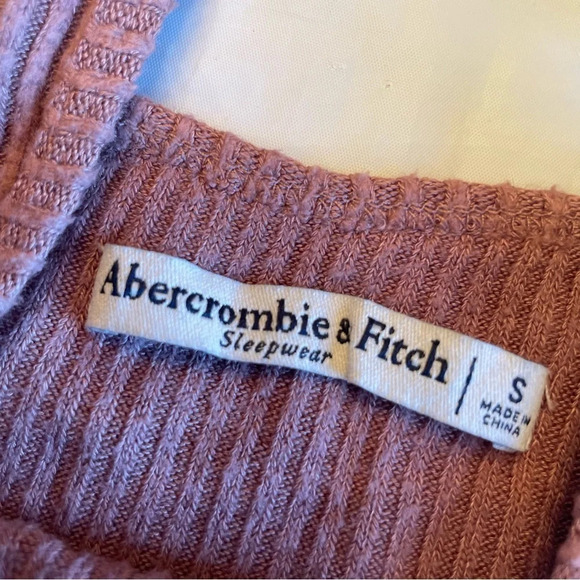 Abercrombie & Fitch
Sleepwear
S
MADE IN
CHINA